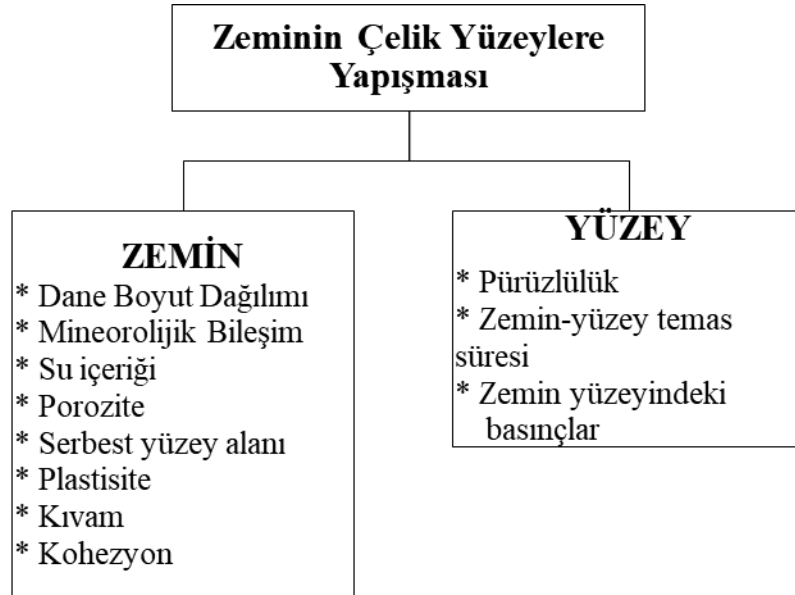 Zeminin Çelik Yüzeylere
Yapışması
ZEMİN
* Dane Boyut Dağılımı
* Mineorolijik Bileşim
* Su içeriği
* Porozite
* Serbest yüzey alanı
* Plastisite
* Kıvam
* Kohezyon
YÜZEY
* Pürüzlülük
* Zemin-yüzey temas
süresi
* Zemin yüzeyindeki
basınçlar